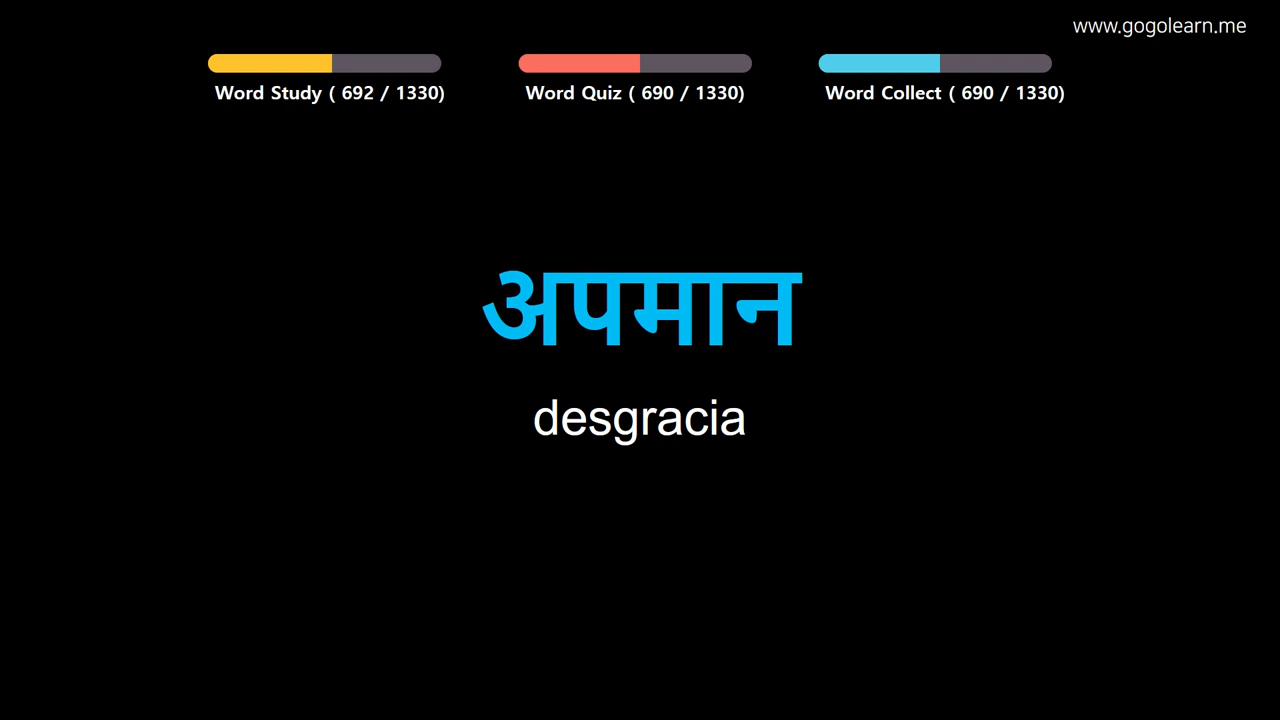 www.gogolearn.me
Word Study ( 692 / 1330)
Word Quiz ( 690 / 1330)
Word Collect ( 690 / 1330)
अपमान
desgracia